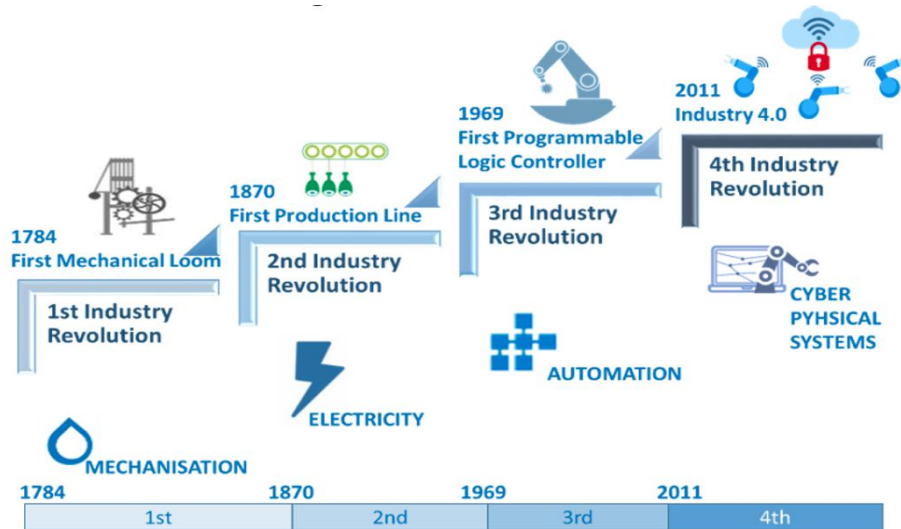 1784
First Mechanical Loom
1st Industry
Revolution
MECHANISATION
1870
First Production Line
2nd Industry
Revolution
ELECTRICITY
1969
First Programmable
Logic Controller
3rd Industry
Revolution
AUTOMATION
2011
Industry 4.0
4th Industry
Revolution
CYBER
PYHSICAL
SYSTEMS
1784
1870
1969
2011
1st
2nd
3rd
4th